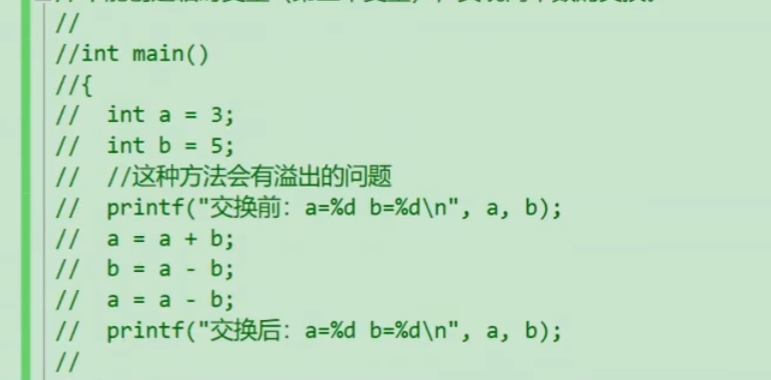 //
//int main()
//{
//  int a = 3;
//  int b = 5;
//  //这种方法会有溢出的问题
//  printf("交换前：a=%d b=%d\n", a, b);
//  a = a + b;
//  b = a - b;
//  a = a - b;
//  printf("交换后：a=%d b=%d\n", a, b);
//